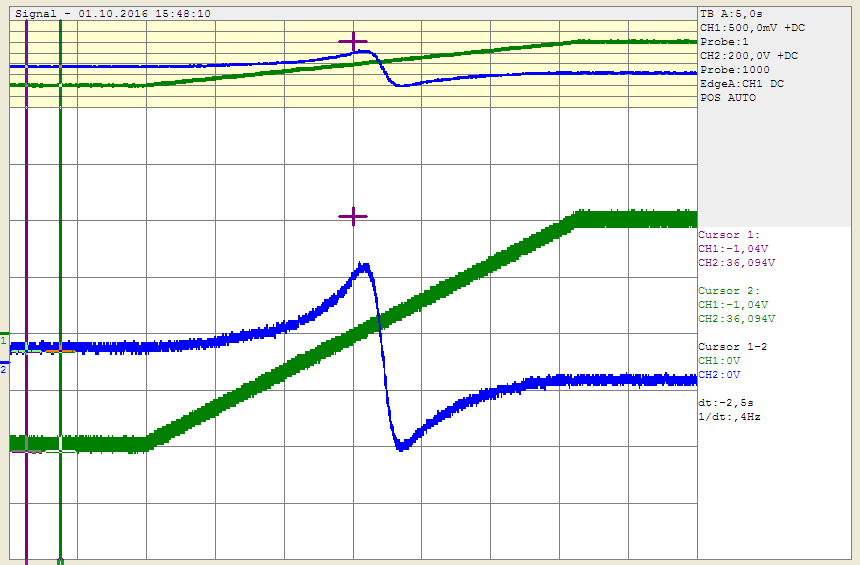 Signal - 01.10.2016 15:48:10
TB A:5,0s
CH1:500,0mV +DC
Probe:1
CH2:200,0V +DC
Probe:1000
EdgeA:CH1 DC
POS AUTO
Cursor 1:
CH1:-1,04V
CH2:36,094V
Cursor 2:
CH1:-1,04V
CH2:36,094V
Cursor 1-2
CH1:0V
CH2:0V
dt:-2,5s
1/dt:,4Hz
1
2